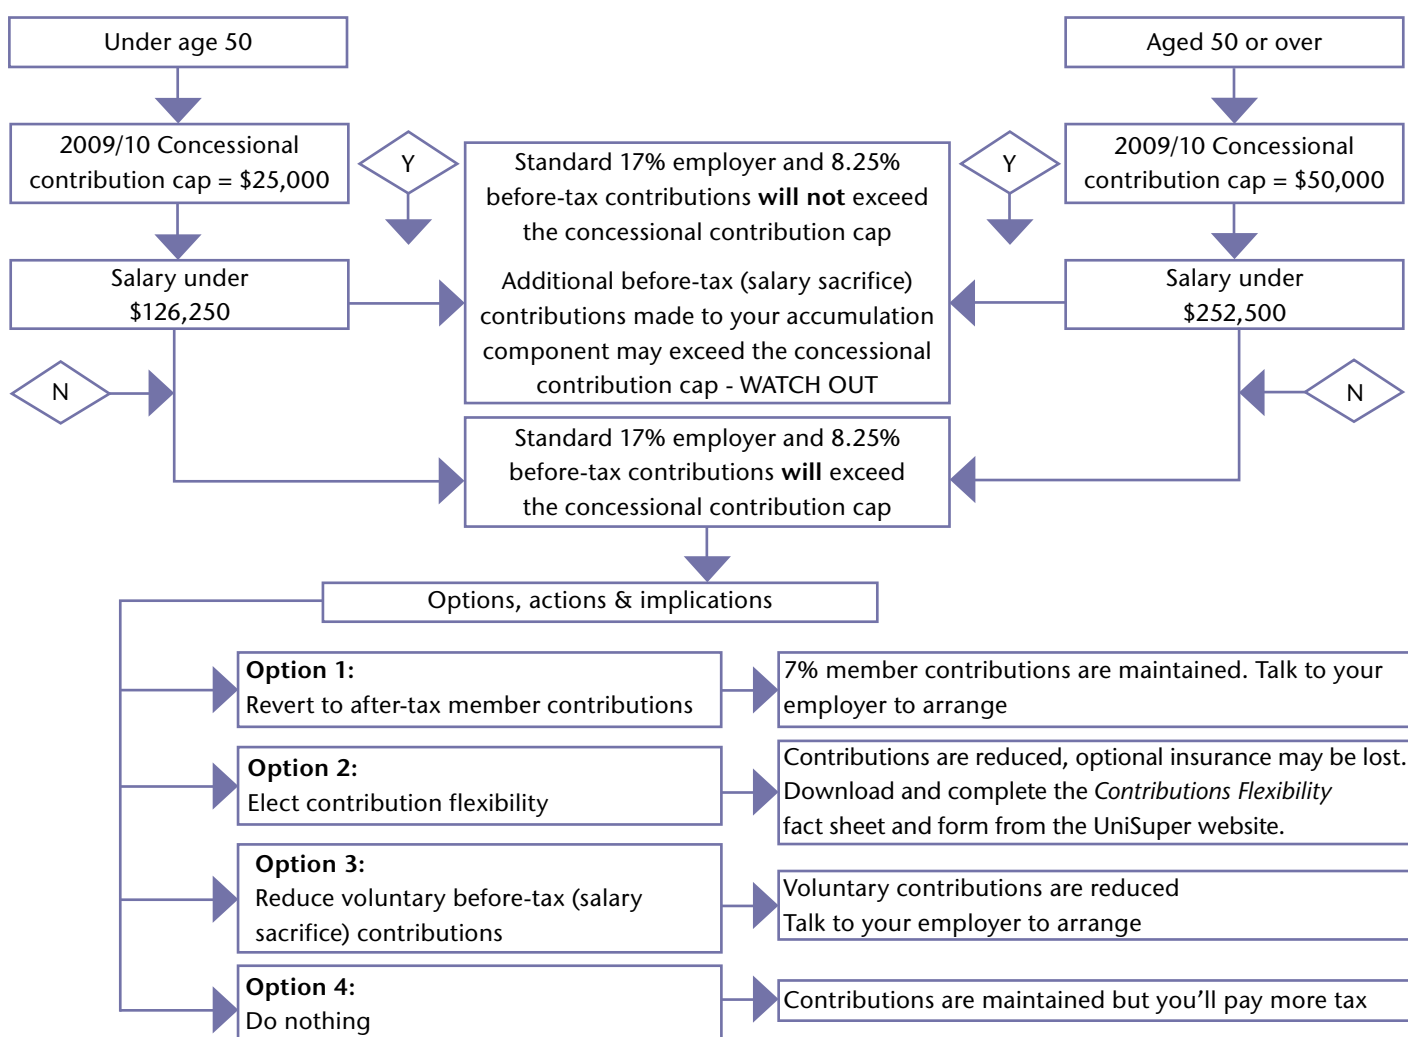 Under age 50
Aged 50 or over
2009/10 Concessional
contribution cap = $25,000
Y
Standard 17% employer and 8.25%
before-tax contributions will not exceed
the concessional contribution cap
Additional before-tax (salary sacrifice)
contributions made to your accumulation
component may exceed the concessional
contribution cap - WATCH OUT
Y
2009/10 Concessional
contribution cap = $50,000
Salary under
$126,250
Salary under
$252,500
N
N
Standard 17% employer and 8.25%
before-tax contributions will exceed
the concessional contribution cap
Options, actions & implications
Option 1:
Revert to after-tax member contributions
7% member contributions are maintained. Talk to your
employer to arrange
Option 2:
Elect contribution flexibility
Contributions are reduced, optional insurance may be lost.
Download and complete the Contributions Flexibility
fact sheet and form from the UniSuper website.
Option 3:
Reduce voluntary before-tax (salary
sacrifice) contributions
Voluntary contributions are reduced
Talk to your employer to arrange
Option 4:
Do nothing
Contributions are maintained but you’ll pay more tax